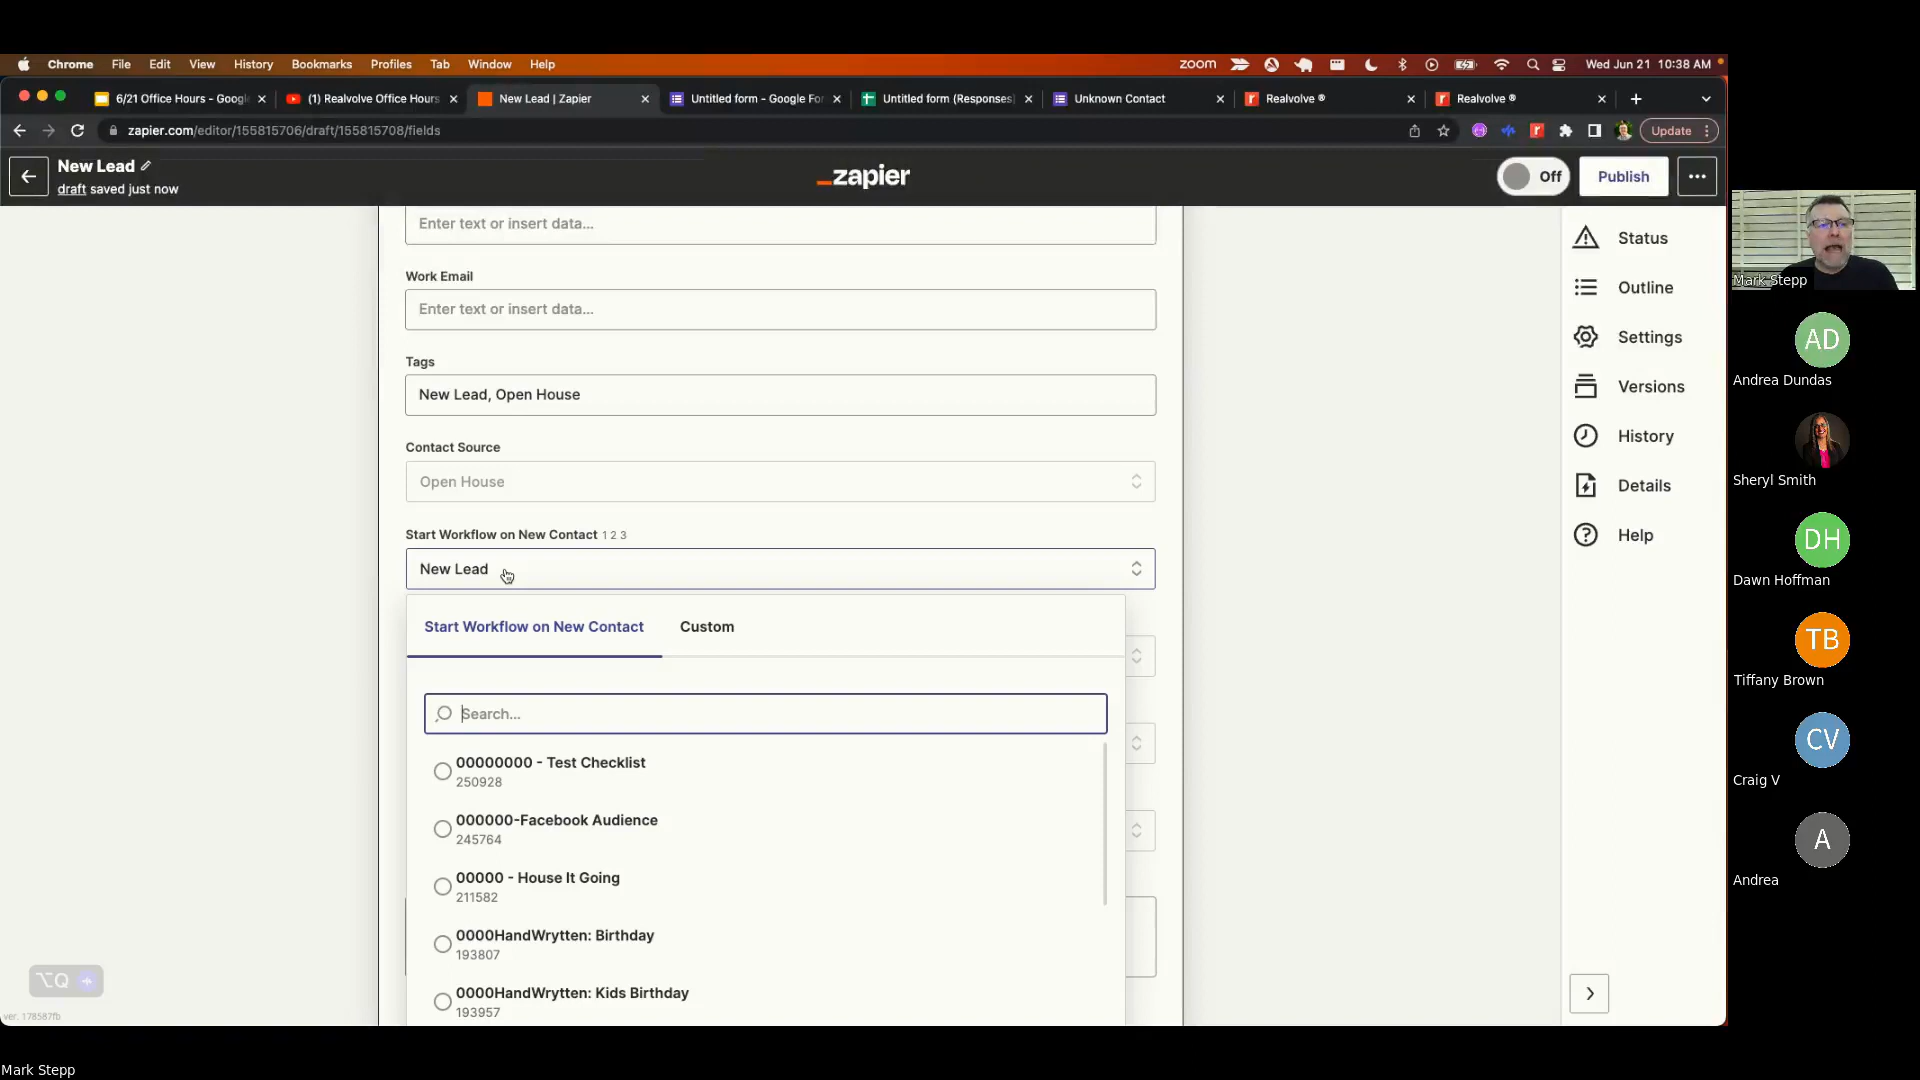 Chrome File Edit View History Bookmarks Profiles Tab Window Help
zoom
Wed Jun 21 10:38 AM
6/21 Office Hours - Googl
(1) Realvolve Office Hours
New Lead | Zapier
Untitled form - Google For
Untitled form (Responses)
Unknown Contact
Realvolve ®
Realvolve ®
zapier.com/editor/155815706/draft/155815708/fields
Update
New Lead
draft saved just now
zapier
Off
Publish
Enter text or insert data...
Work Email
Enter text or insert data...
Tags
New Lead, Open House
Contact Source
Open House
Start Workflow on New Contact 1 2 3
New Lead
Start Workflow on New Contact
Custom
Search...
00000000 - Test Checklist
250928
000000-Facebook Audience
245764
00000 - House It Going
211582
0000HandWrytten: Birthday
193807
0000HandWrytten: Kids Birthday
193957
Status
Outline
Settings
Versions
History
Details
Help
⌥Q
ver. 178587fb
Mark Stepp
AD
Andrea Dundas
Sheryl Smith
DH
Dawn Hoffman
TB
Tiffany Brown
CV
Craig V
A
Andrea
Mark Stepp